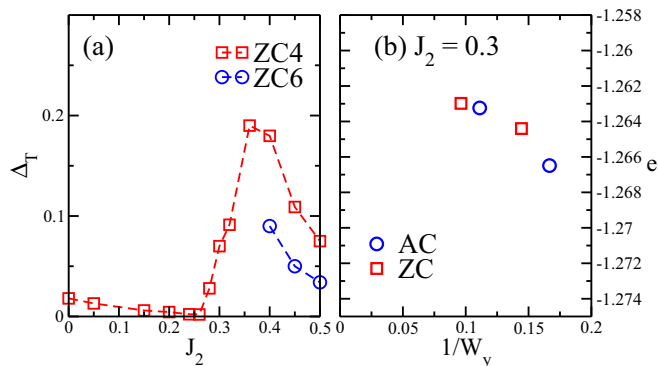 (a)
ZC4
ZC6
Δ_T
0.2
0.1
0
0 0.1 0.2 0.3 0.4 0.5
J_2
(b) J_2 = 0.3
AC
ZC
0 0.05 0.1 0.15 0.2
1/W_y
-1.258
-1.26
-1.262
-1.264
-1.266
-1.268
-1.27
-1.272
-1.274
e